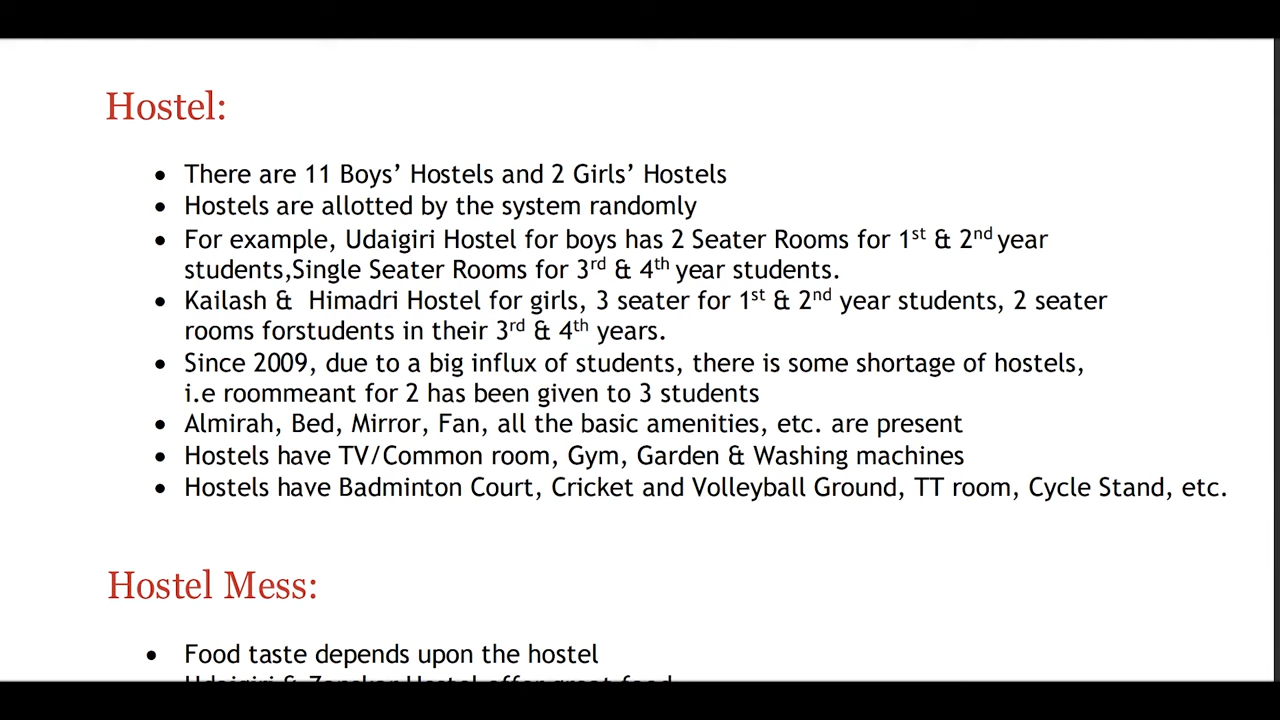 Hostel:
• There are 11 Boys’ Hostels and 2 Girls’ Hostels
• Hostels are allotted by the system randomly
• For example, Udaigiri Hostel for boys has 2 Seater Rooms for 1st & 2nd year
students,Single Seater Rooms for 3rd & 4th year students.
• Kailash & Himadri Hostel for girls, 3 seater for 1st & 2nd year students, 2 seater
rooms forstudents in their 3rd & 4th years.
• Since 2009, due to a big influx of students, there is some shortage of hostels,
i.e roommeant for 2 has been given to 3 students
• Almirah, Bed, Mirror, Fan, all the basic amenities, etc. are present
• Hostels have TV/Common room, Gym, Garden & Washing machines
• Hostels have Badminton Court, Cricket and Volleyball Ground, TT room, Cycle Stand, etc.
Hostel Mess:
• Food taste depends upon the hostel
Udaigiri & Zanskar Hostel offer great food